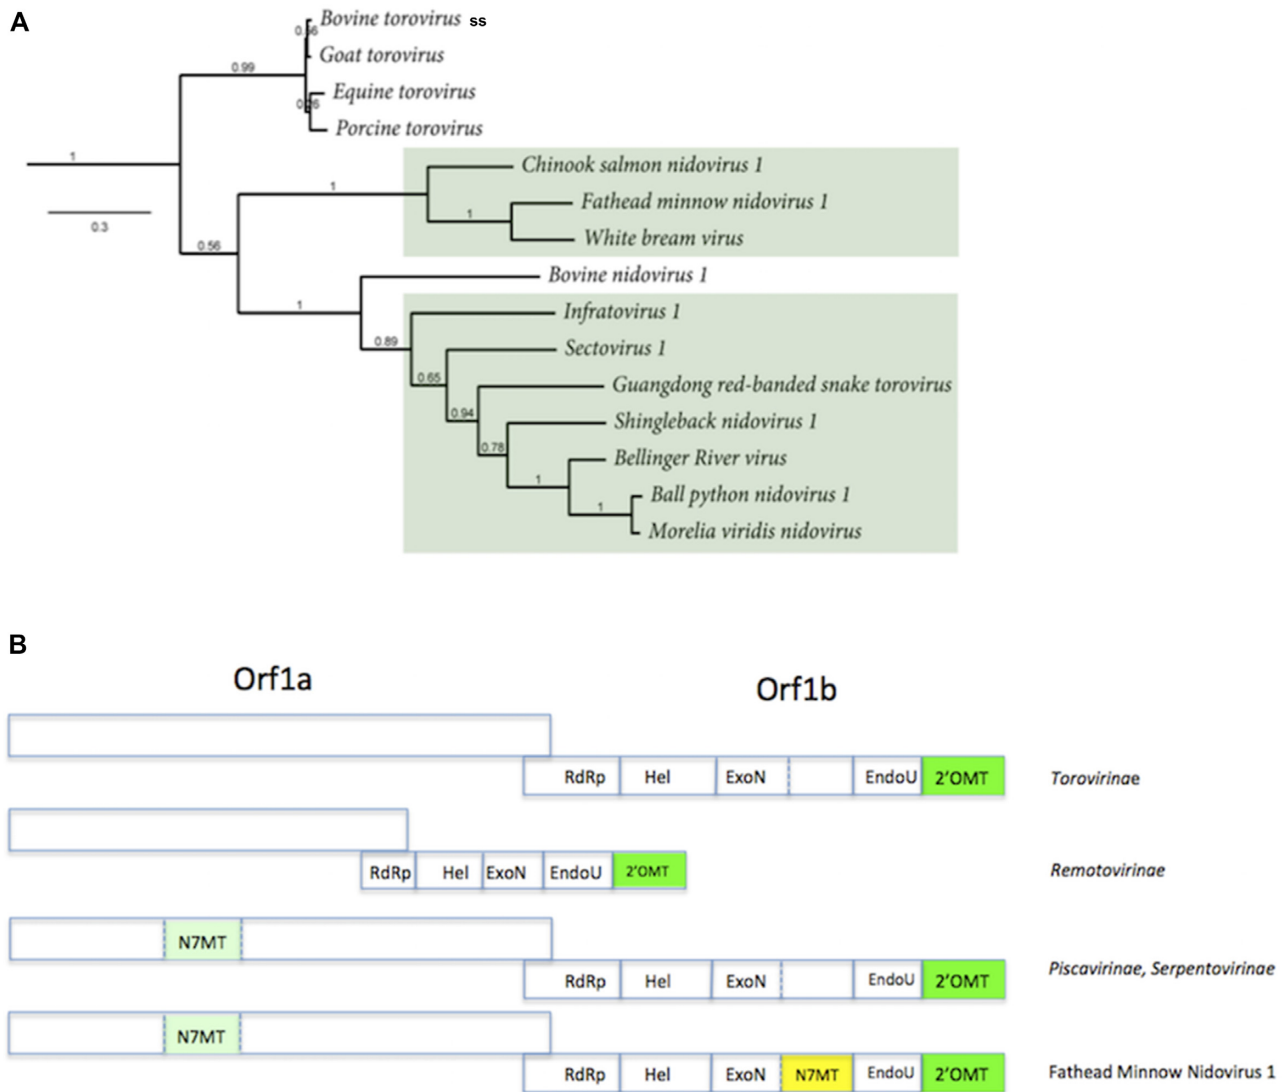 A
Bovine torovirus ss
Goat torovirus
0.99
Equine torovirus
Porcine torovirus
1
Chinook salmon nidovirus 1
1
Fathead minnow nidovirus 1
0.3
1
White bream virus
0.56
Bovine nidovirus 1
1
Infratovirus 1
0.89
Sectovirus 1
0.65
Guangdong red-banded snake torovirus
0.94
Shingleback nidovirus 1
0.78
Bellinger River virus
1
Ball python nidovirus 1
1
Morelia viridis nidovirus
B
Orf1a
Orf1b
RdRp Hel ExoN EndoU 2'OMT Torovirinae
RdRp Hel ExoN EndoU 2'OMT Remotovirinae
N7MT
RdRp Hel ExoN EndoU 2'OMT Piscavirinae, Serpentovirinae
N7MT
RdRp Hel ExoN N7MT EndoU 2'OMT Fathead Minnow Nidovirus 1